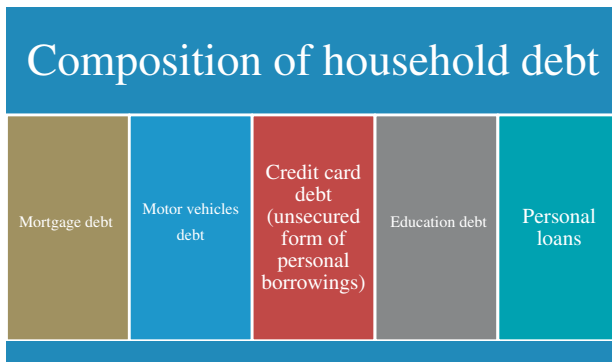 Composition of household debt
Mortgage debt
Motor vehicles
debt
Credit card
debt
(unsecured
form of
personal
borrowings)
Education debt
Personal
loans